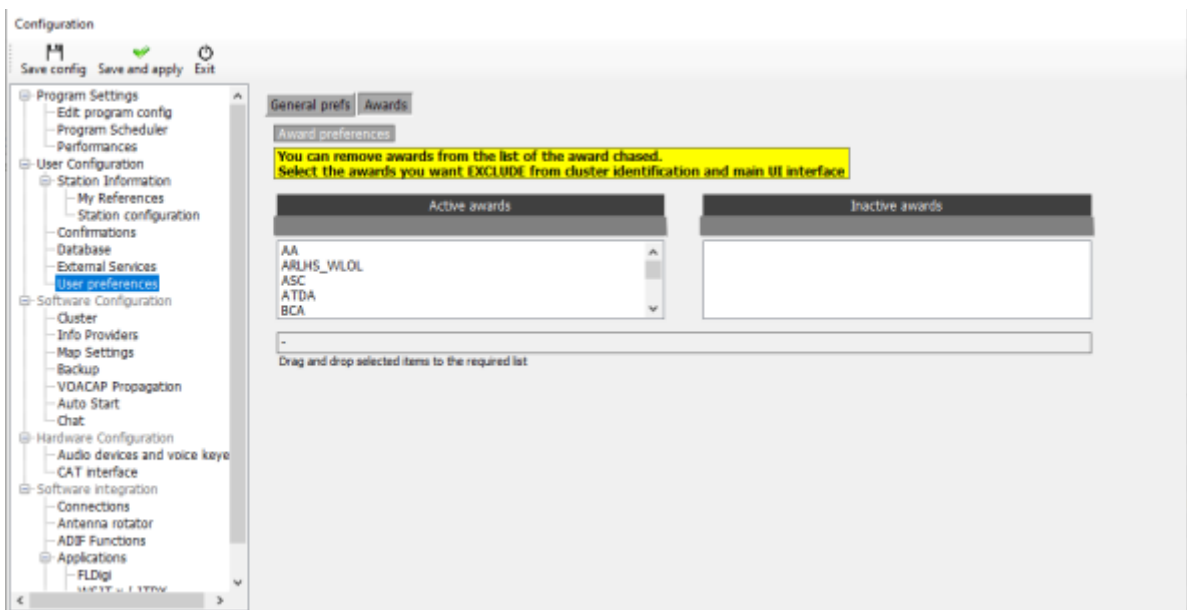 Configuration
Save config Save and apply Exit
Program Settings
Edit program config
Program Scheduler
Performances
User Configuration
Station Information
My References
Station configuration
Confirmations
Database
External Services
User preferences
Software Configuration
Cluster
Info Providers
Map Settings
Backup
VOACAP Propagation
Auto Start
Chat
Hardware Configuration
Audio devices and voice keye
CAT interface
Software integration
Connections
Antenna rotator
ADIF Functions
Applications
FLDigi
General prefs Awards
Award preferences
You can remove awards from the list of the award chased.
Select the awards you want EXCLUDE from cluster identification and main UI interface
Active awards
AA
ARLHS_WLOL
ASC
ATDA
BCA
Inactive awards
-
Drag and drop selected items to the required list